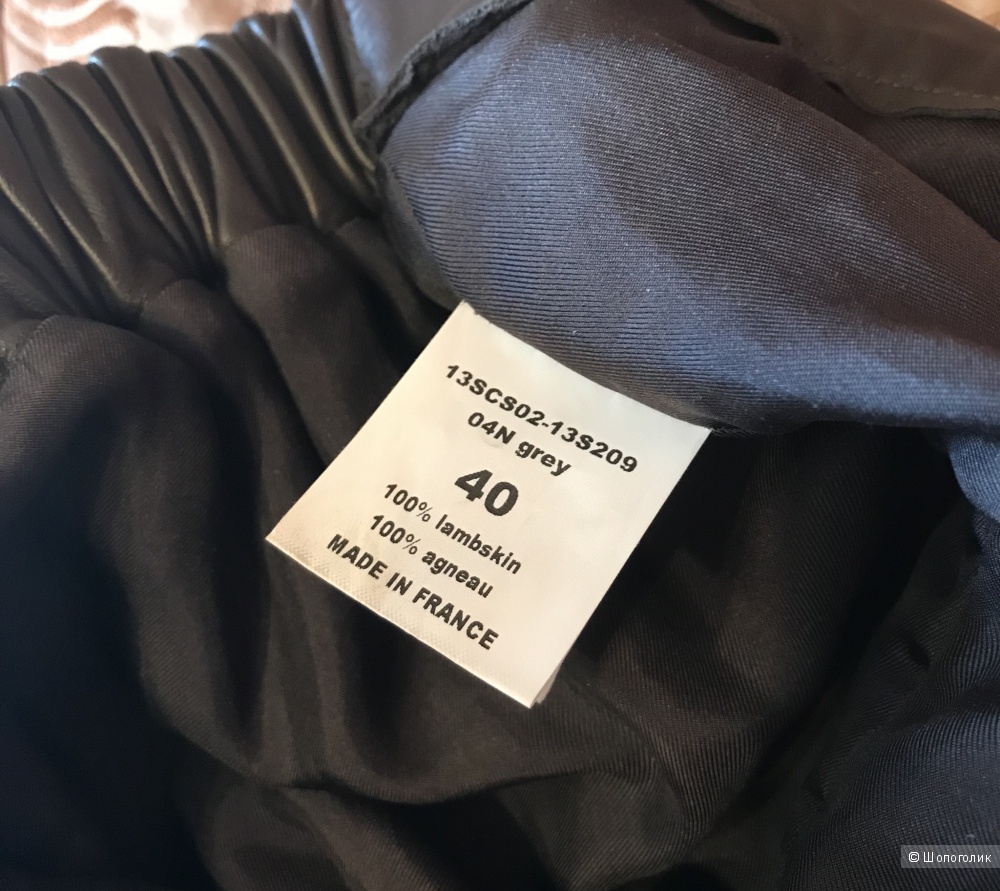 13SCS02-13S209
04N grey
40
100% lambskin
100% agneau
MADE IN FRANCE
© Шопоголик